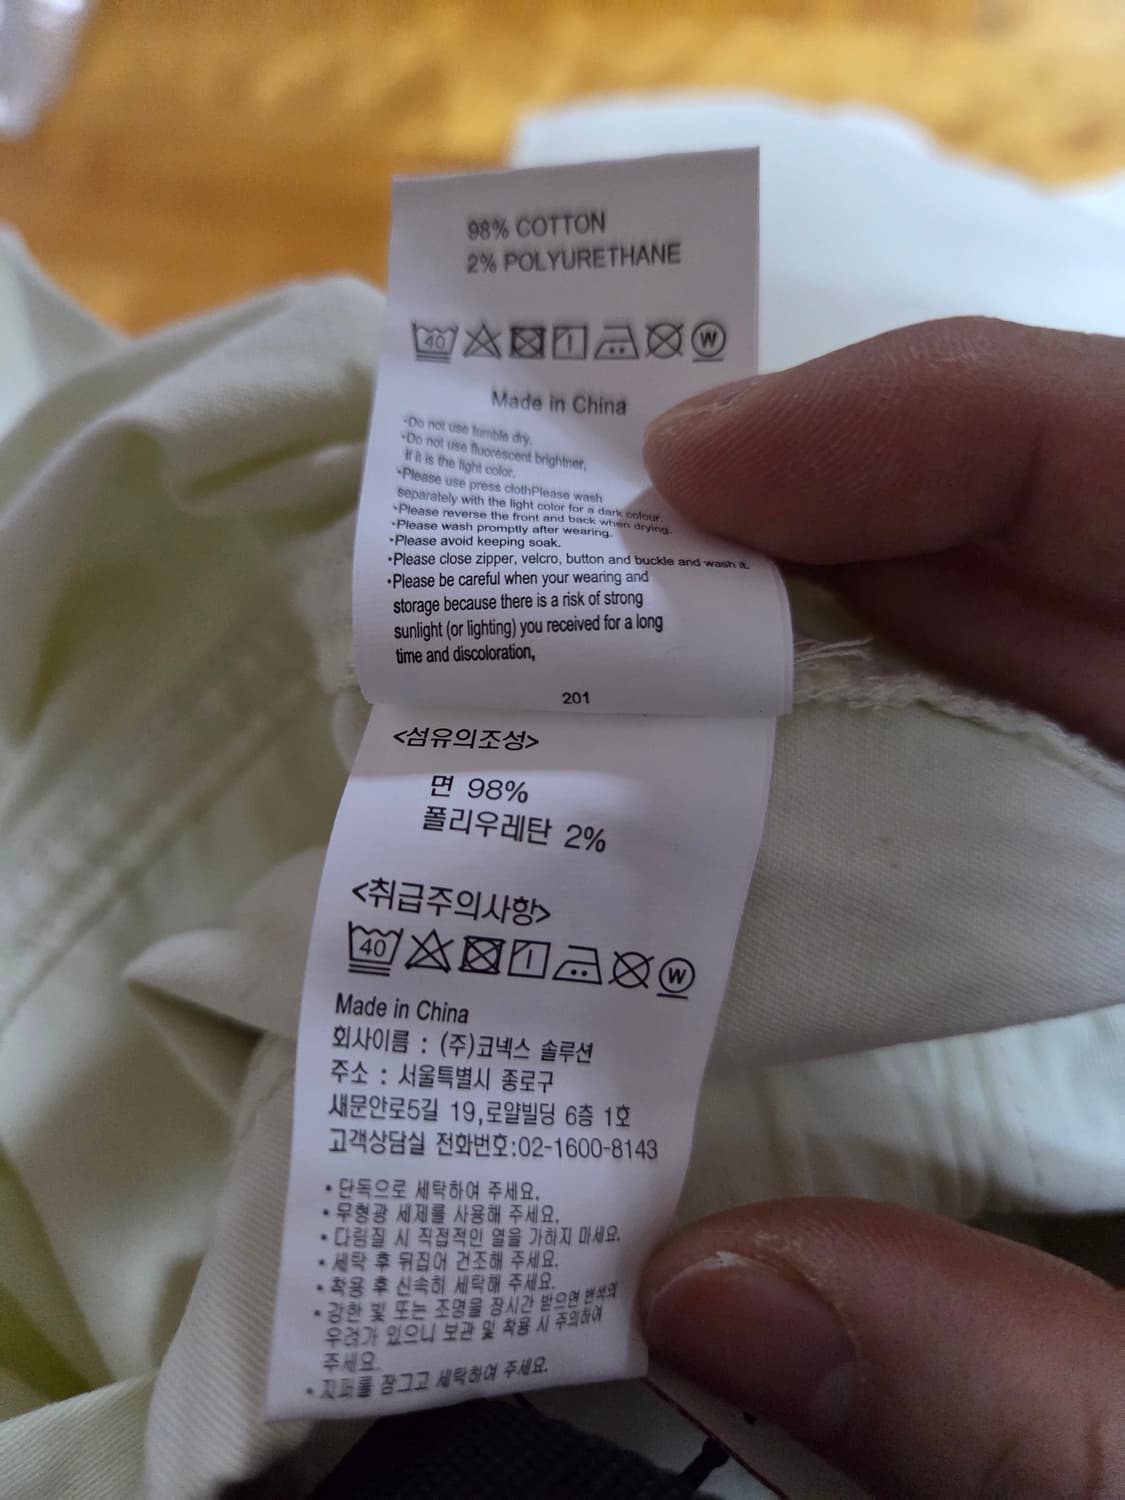 98% COTTON
2% POLYURETHANE
40 W
Made in China
•Do not use tumble dry.
•Do not use fluorescent brightner,
If it is the light color.
•Please use press clothPlease wash
separately with the light color for a dark colour.
•Please reverse the front and back when drying.
•Please wash promptly after wearing.
•Please avoid keeping soak.
•Please close zipper, velcro, button and buckle and wash it.
•Please be careful when your wearing and
storage because there is a risk of strong
sunlight (or lighting) you received for a long
time and discoloration,
201
<섬유의조성>
면 98%
폴리우레탄 2%
<취급주의사항>
40 W
Made in China
회사이름 : (주)코넥스 솔루션
주소 : 서울특별시 종로구
새문안로5길 19,로얄빌딩 6층 1호
고객상담실 전화번호:02-1600-8143
• 단독으로 세탁하여 주세요.
• 무형광 세제를 사용해 주세요.
• 다림질 시 직접적인 열을 가하지 마세요.
• 세탁 후 뒤집어 건조해 주세요.
• 착용 후 신속히 세탁해 주세요.
• 강한 빛 또는 조명을 장시간 받으면 변색의
우려가 있으니 보관 및 착용 시 주의하여
주세요.
• 지퍼를 잠그고 세탁하여 주세요.